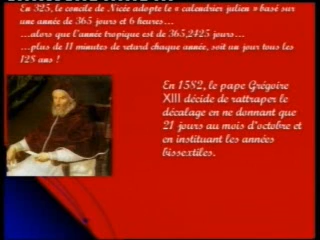 En 325, le concile de Nicée adopte le « calendrier julien » basé sur
une année de 365 jours et 6 heures...
...alors que l'année tropique est de 365,2425 jours...
...plus de 11 minutes de retard chaque année, soit un jour tous les
128 ans !
En 1582, le pape Grégoire
XIII décide de rattraper le
décalage en ne donnant que
21 jours au mois d'octobre et
en instituant les années
bissextiles.